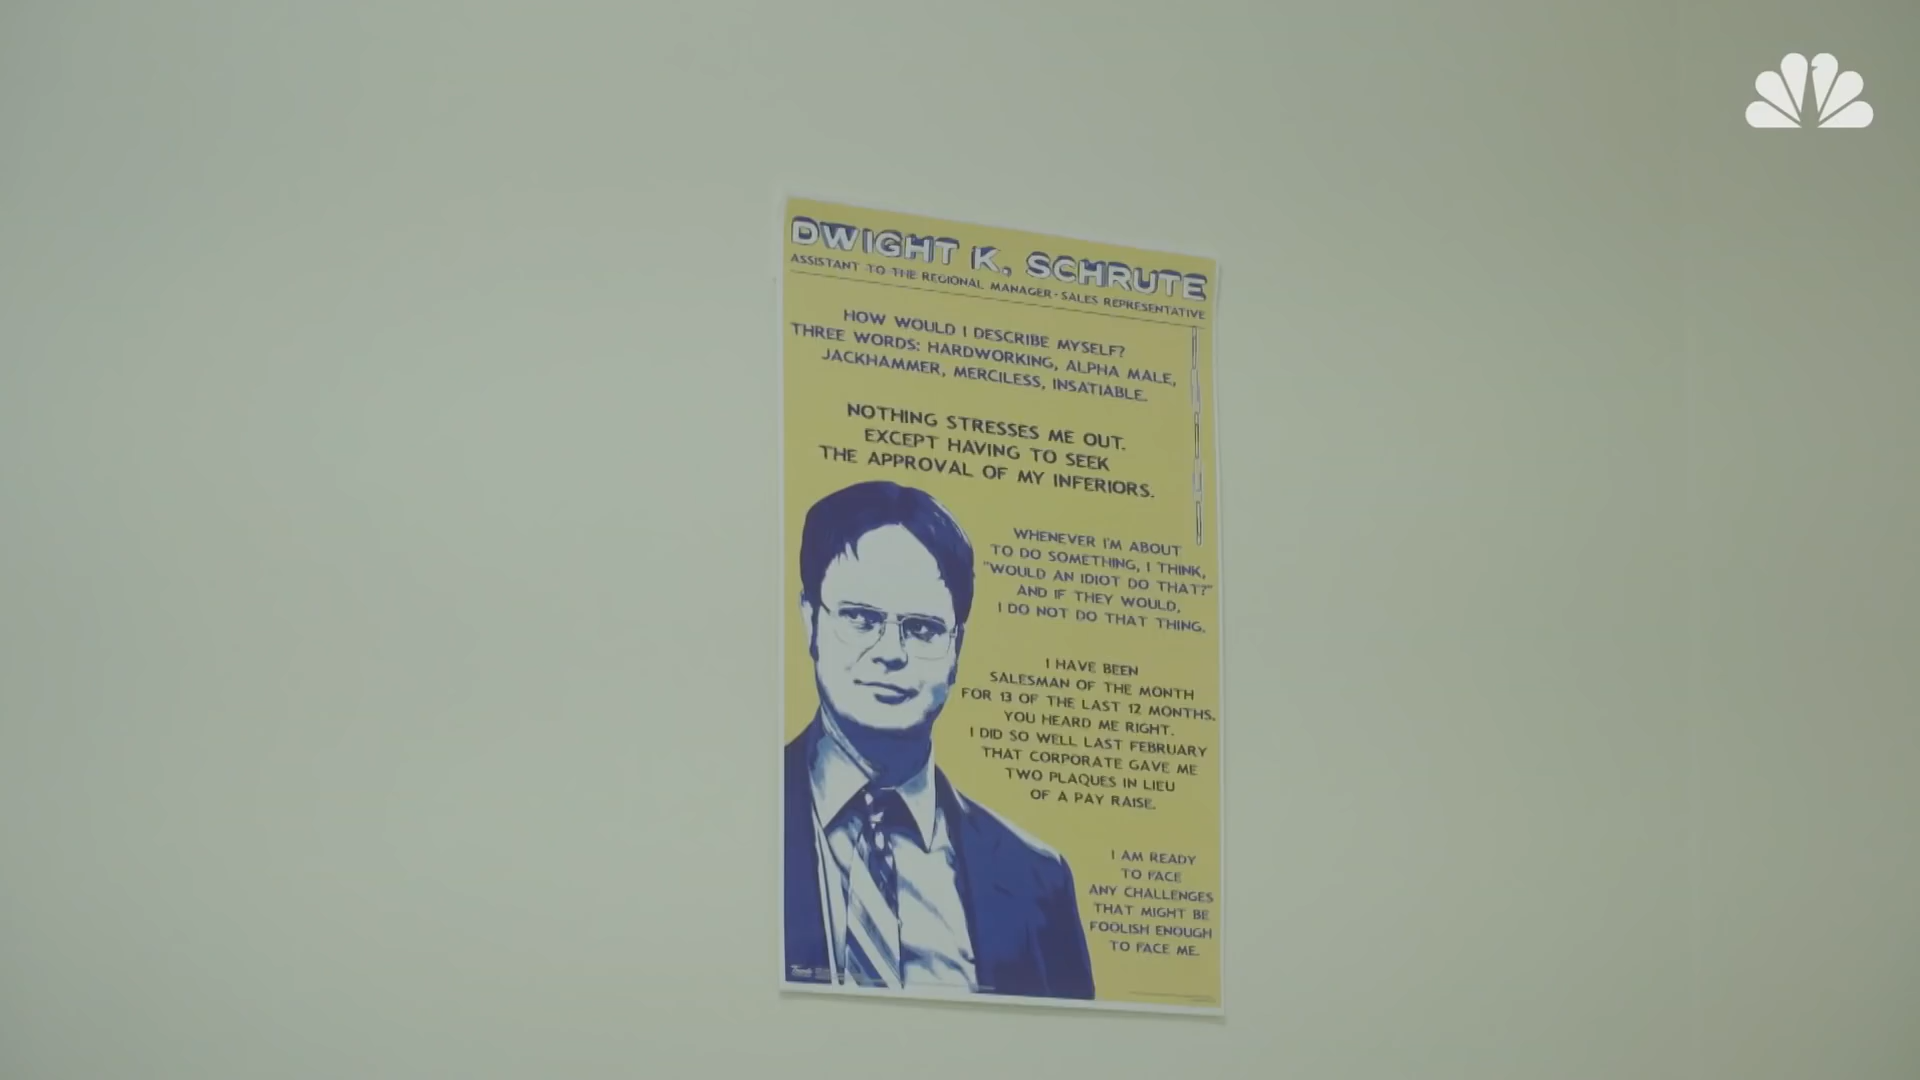 DWIGHT K. SCHRUTE
ASSISTANT TO THE REGIONAL MANAGER · SALES REPRESENTATIVE
HOW WOULD I DESCRIBE MYSELF?
THREE WORDS: HARDWORKING, ALPHA MALE,
JACKHAMMER, MERCILESS, INSATIABLE.
NOTHING STRESSES ME OUT.
EXCEPT HAVING TO SEEK
THE APPROVAL OF MY INFERIORS.
WHENEVER I'M ABOUT
TO DO SOMETHING, I THINK,
"WOULD AN IDIOT DO THAT?"
AND IF THEY WOULD,
I DO NOT DO THAT THING.
I HAVE BEEN
SALESMAN OF THE MONTH
FOR 13 OF THE LAST 12 MONTHS.
YOU HEARD ME RIGHT.
I DID SO WELL LAST FEBRUARY
THAT CORPORATE GAVE ME
TWO PLAQUES IN LIEU
OF A PAY RAISE.
I AM READY
TO FACE
ANY CHALLENGES
THAT MIGHT BE
FOOLISH ENOUGH
TO FACE ME.